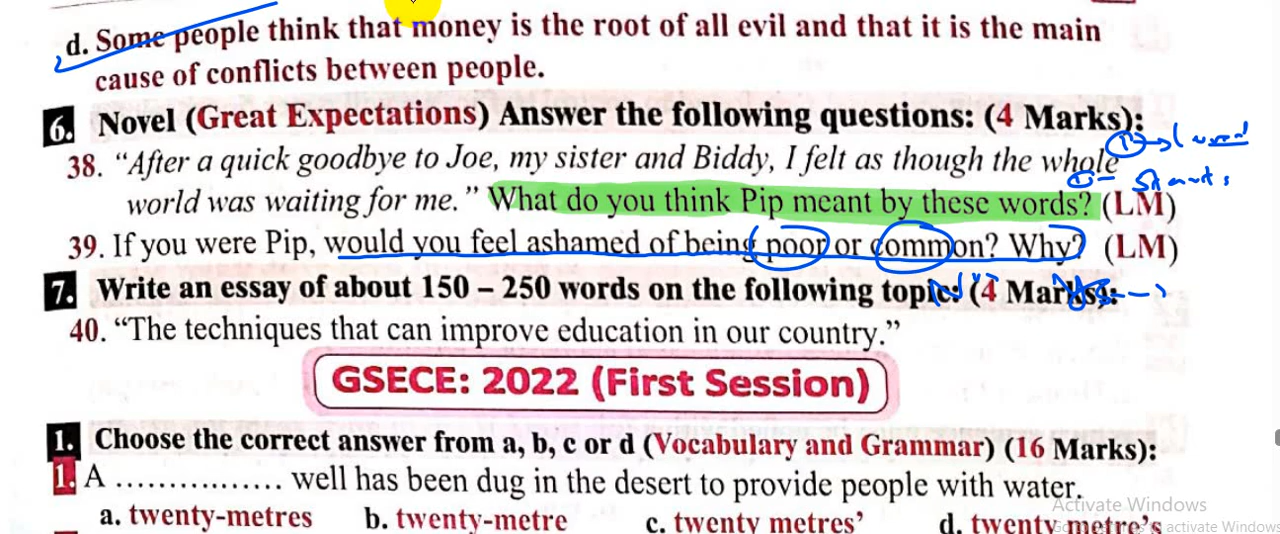 d. Some people think that money is the root of all evil and that it is the main
cause of conflicts between people.
6. Novel (Great Expectations) Answer the following questions: (4 Marks):
38. “After a quick goodbye to Joe, my sister and Biddy, I felt as though the whole
world was waiting for me.” What do you think Pip meant by these words? (LM)
39. If you were Pip, would you feel ashamed of being poor or common? Why? (LM)
7. Write an essay of about 150 – 250 words on the following topic: (4 Marks):
40. “The techniques that can improve education in our country.”
GSECE: 2022 (First Session)
1. Choose the correct answer from a, b, c or d (Vocabulary and Grammar) (16 Marks):
1. A ................ well has been dug in the desert to provide people with water.
Activate Windows
a. twenty-metres b. twenty-metre c. twenty metres’ d. twenty metre’s
to activate Windows